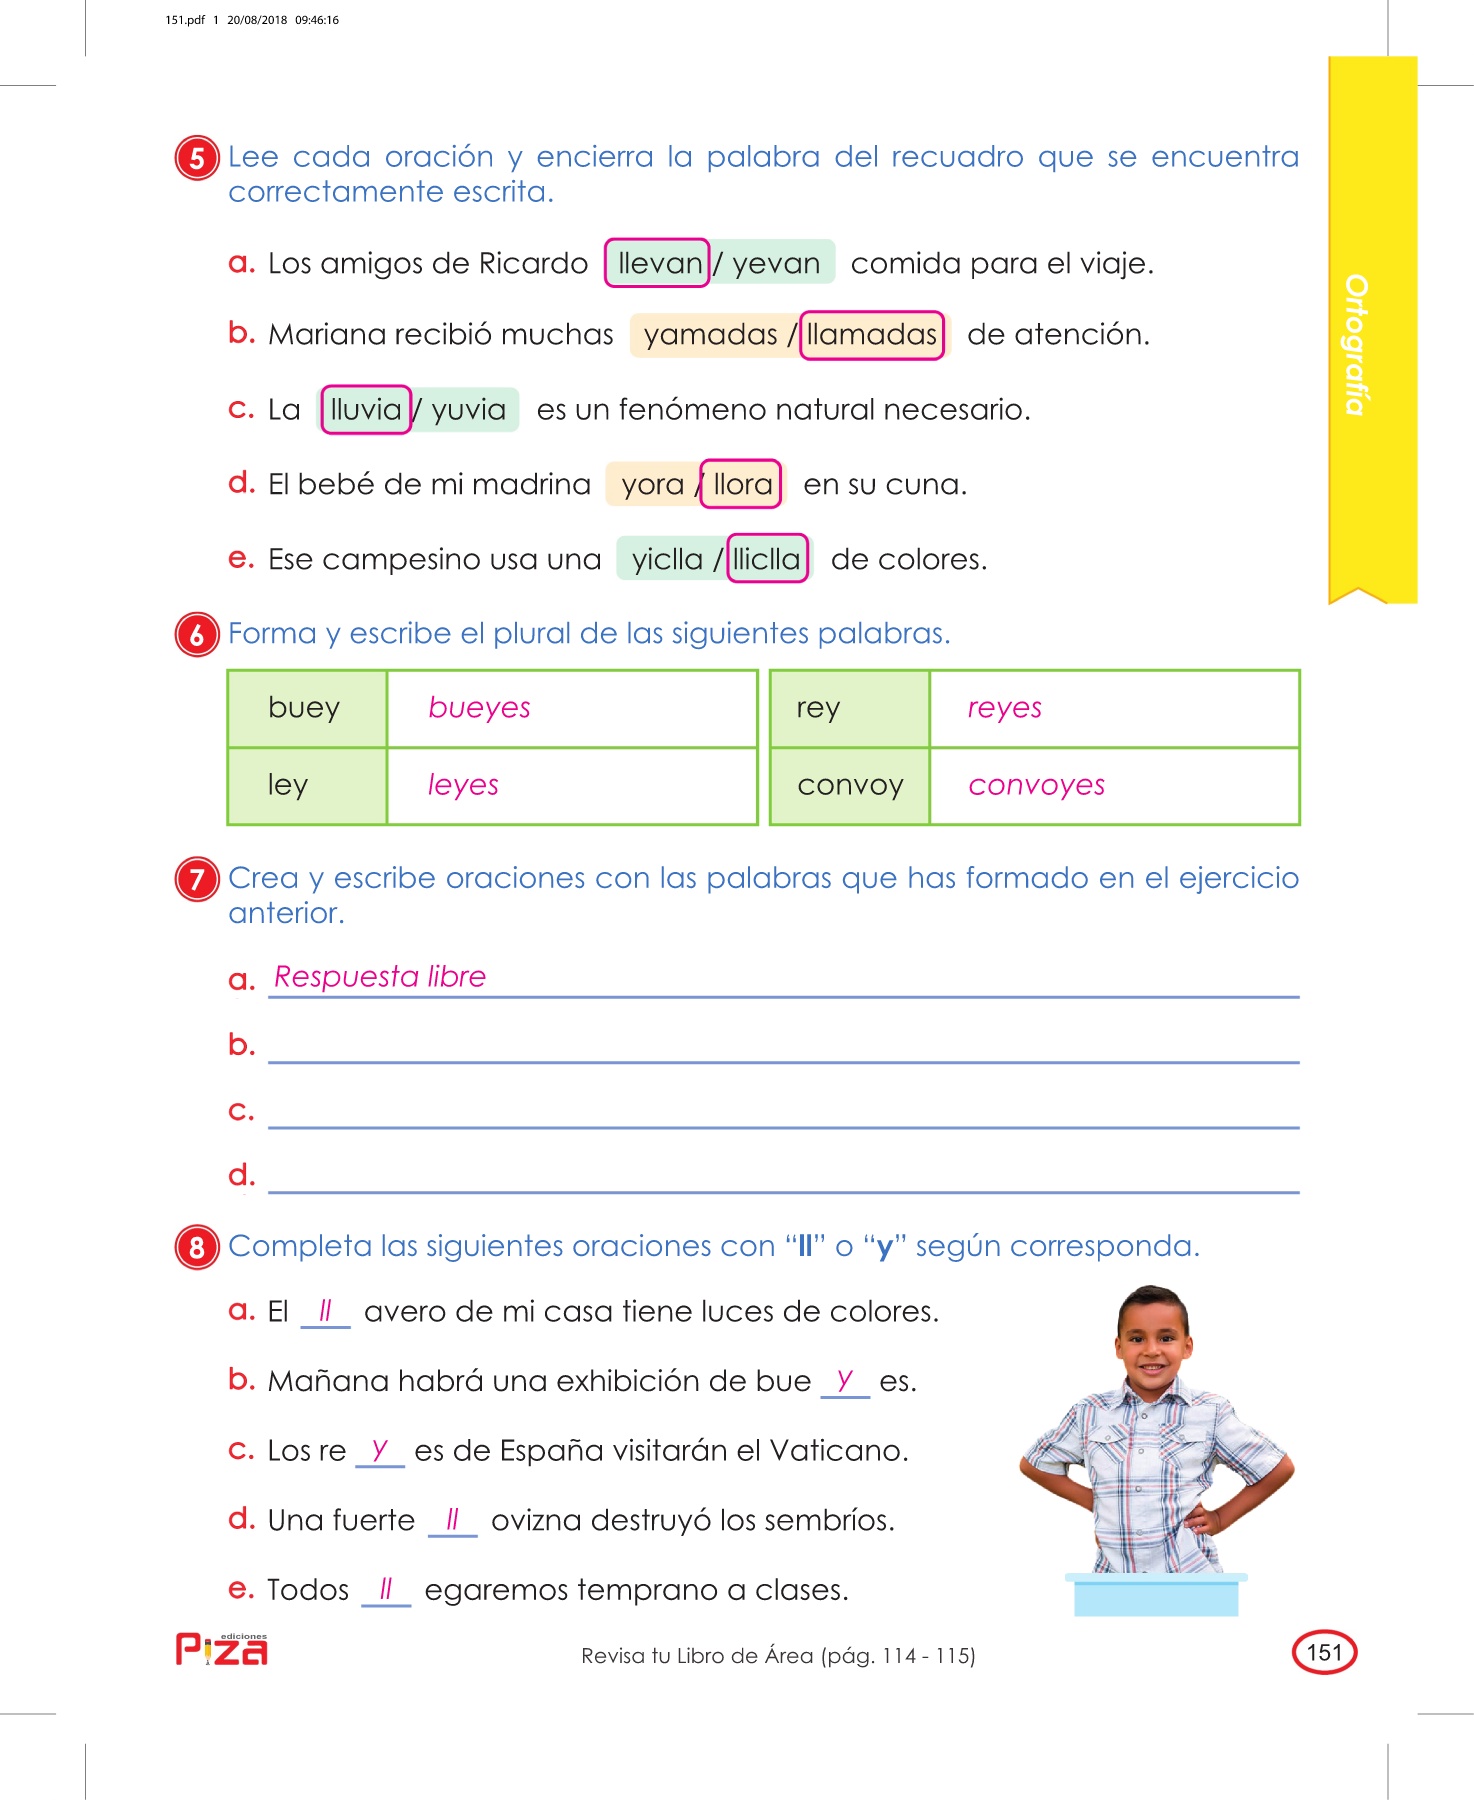 151.pdf 1 20/08/2018 09:46:16
Ortografía
5 Lee cada oración y encierra la palabra del recuadro que se encuentra
correctamente escrita.
a. Los amigos de Ricardo llevan / yevan comida para el viaje.
b. Mariana recibió muchas yamadas / llamadas de atención.
c. La lluvia / yuvia es un fenómeno natural necesario.
d. El bebé de mi madrina yora / llora en su cuna.
e. Ese campesino usa una yiclla / lliclla de colores.
6 Forma y escribe el plural de las siguientes palabras.
buey bueyes rey reyes
ley leyes convoy convoyes
7 Crea y escribe oraciones con las palabras que has formado en el ejercicio
anterior.
a. Respuesta libre
b.
c.
d.
8 Completa las siguientes oraciones con “ll” o “y” según corresponda.
a. El ll avero de mi casa tiene luces de colores.
b. Mañana habrá una exhibición de bue y es.
c. Los re y es de España visitarán el Vaticano.
d. Una fuerte ll ovizna destruyó los sembríos.
e. Todos ll egaremos temprano a clases.
ediciones
Piza
Revisa tu Libro de Área (pág. 114 - 115)
151